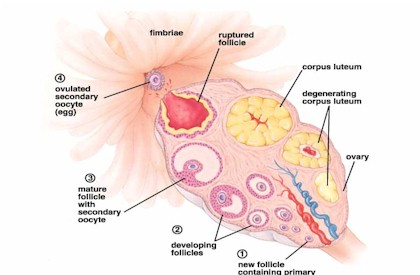 fimbriae
ruptured
follicle
corpus luteum
④
ovulated
secondary
oocyte
(egg)
degenerating
corpus luteum
ovary
③
mature
follicle
with
secondary
oocyte
②
developing
follicles
①
new follicle
containing primary